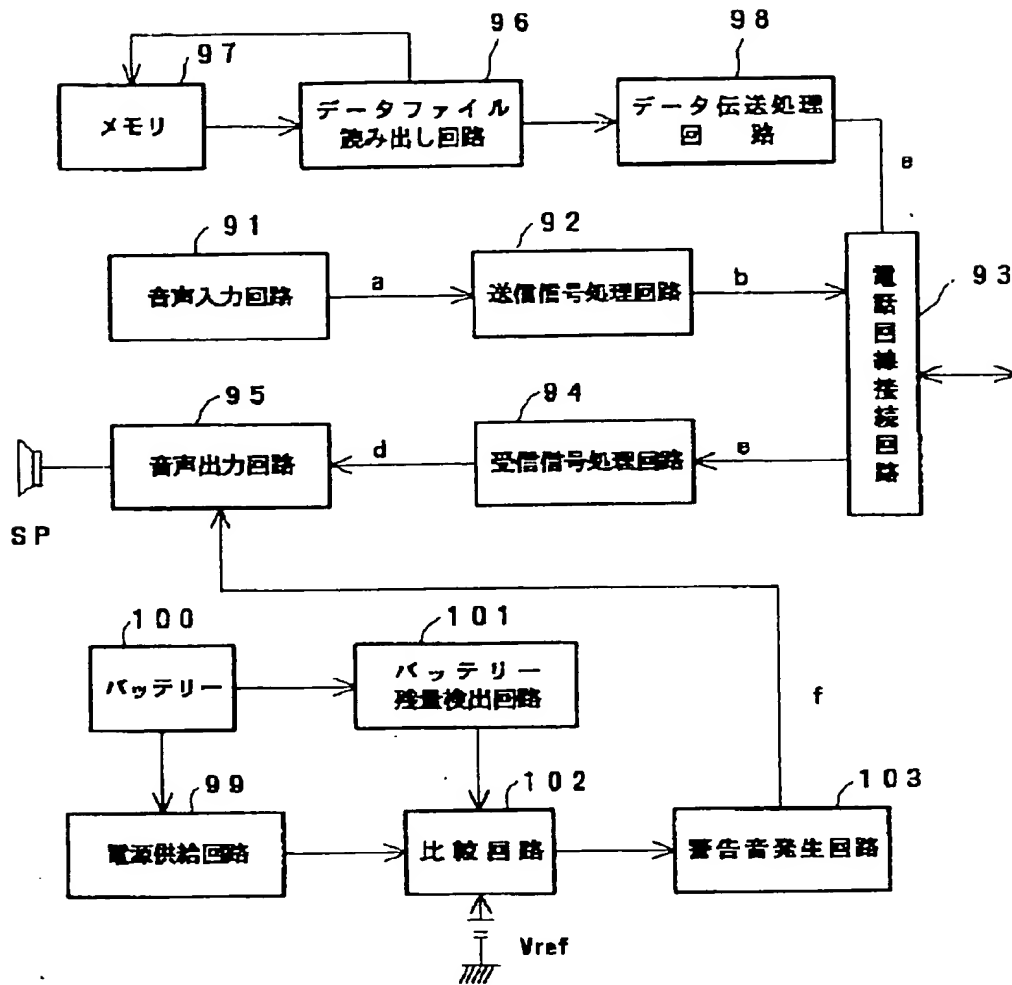 97
96
98
メモリ
データファイル
読み出し回路
データ伝送処理
回路
e
91
92
93
音声入力回路
a
送信信号処理回路
b
電話回線接続回路
95
94
音声出力回路
d
受信信号処理回路
e
SP
100
101
バッテリー
バッテリー
残量検出回路
f
99
102
103
電源供給回路
比較回路
警告音発生回路
Vref